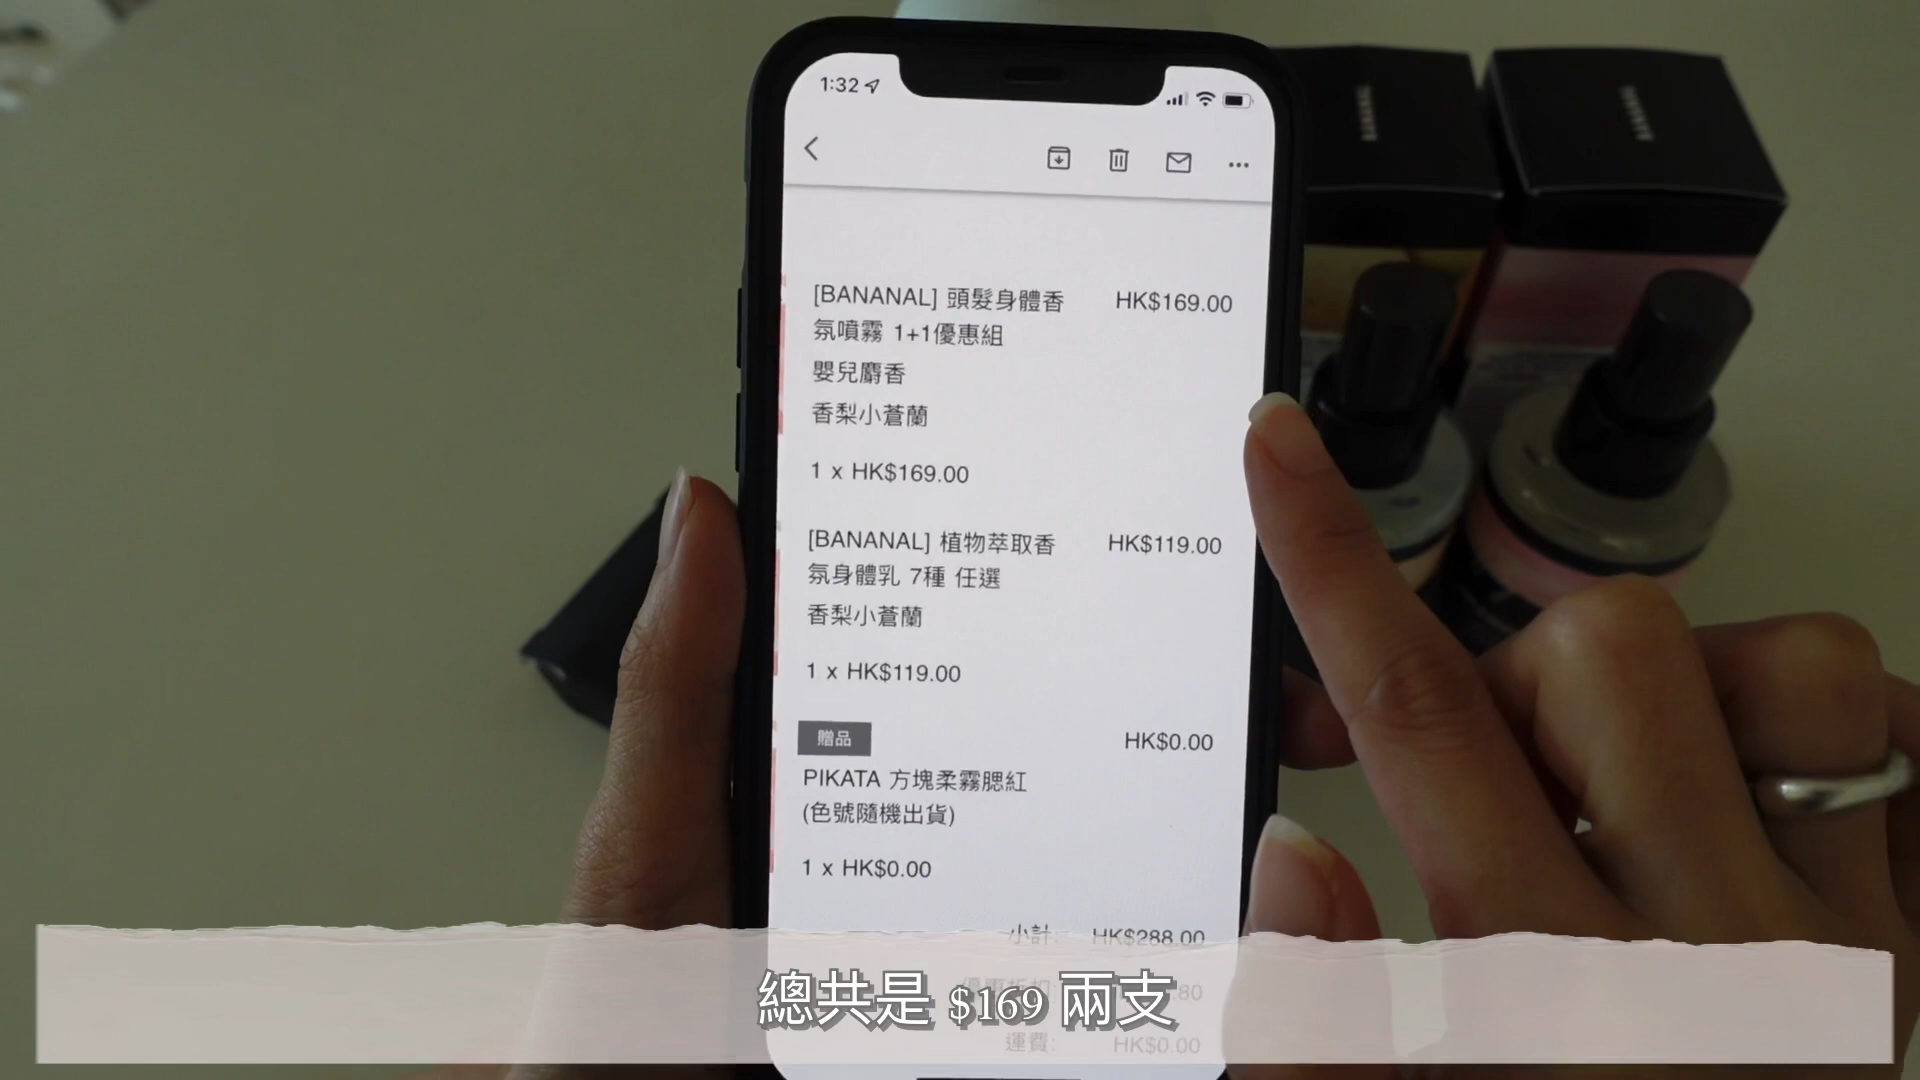 1:32
BANANAL
BANANAL
[BANANAL] 頭髮身體香 HK$169.00
氛噴霧 1+1優惠組
嬰兒麝香
香梨小蒼蘭
1 x HK$169.00
[BANANAL] 植物萃取香 HK$119.00
氛身體乳 7種 任選
香梨小蒼蘭
1 x HK$119.00
贈品 HK$0.00
PIKATA 方塊柔霧腮紅
(色號隨機出貨)
1 x HK$0.00
小計: HK$288.00
總共是 $169 兩支
運費: HK$0.00